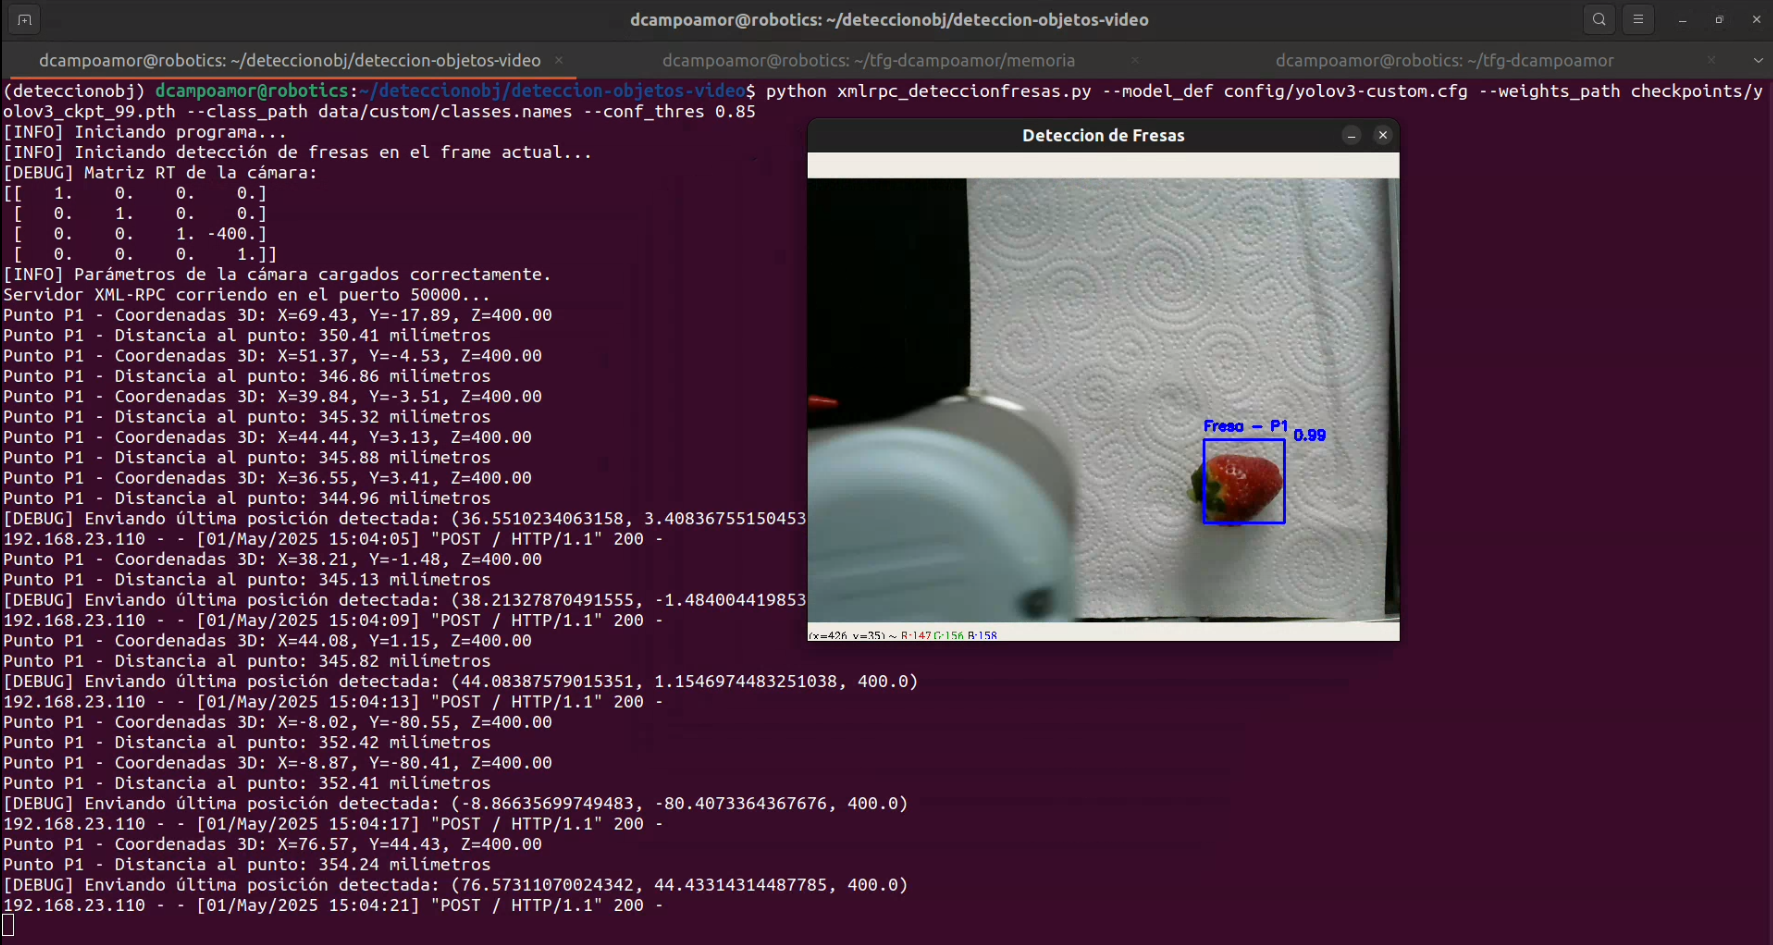 dcampoamor@robotics: ~/deteccionobj/deteccion-objetos-video
dcampoamor@robotics: ~/deteccionobj/deteccion-objetos-video
dcampoamor@robotics: ~/tfg-dcampoamor/memoria
dcampoamor@robotics: ~/tfg-dcampoamor
(deteccionobj) dcampoamor@robotics:~/deteccionobj/deteccion-objetos-video$ python xmlrpc_deteccionfresas.py --model_def config/yolov3-custom.cfg --weights_path checkpoints/y
olov3_ckpt_99.pth --class_path data/custom/classes.names --conf_thres 0.85
[INFO] Iniciando programa...
[INFO] Iniciando detección de fresas en el frame actual...
[DEBUG] Matriz RT de la cámara:
[[   1.    0.    0.    0.]
 [   0.    1.    0.    0.]
 [   0.    0.    1. -400.]
 [   0.    0.    0.    1.]]
[INFO] Parámetros de la cámara cargados correctamente.
Servidor XML-RPC corriendo en el puerto 50000...
Punto P1 - Coordenadas 3D: X=69.43, Y=-17.89, Z=400.00
Punto P1 - Distancia al punto: 350.41 milímetros
Punto P1 - Coordenadas 3D: X=51.37, Y=-4.53, Z=400.00
Punto P1 - Distancia al punto: 346.86 milímetros
Punto P1 - Coordenadas 3D: X=39.84, Y=-3.51, Z=400.00
Punto P1 - Distancia al punto: 345.32 milímetros
Punto P1 - Coordenadas 3D: X=44.44, Y=3.13, Z=400.00
Punto P1 - Distancia al punto: 345.88 milímetros
Punto P1 - Coordenadas 3D: X=36.55, Y=3.41, Z=400.00
Punto P1 - Distancia al punto: 344.96 milímetros
[DEBUG] Enviando última posición detectada: (36.5510234063158, 3.40836755150453
192.168.23.110 - - [01/May/2025 15:04:05] "POST / HTTP/1.1" 200 -
Punto P1 - Coordenadas 3D: X=38.21, Y=-1.48, Z=400.00
Punto P1 - Distancia al punto: 345.13 milímetros
[DEBUG] Enviando última posición detectada: (38.21327870491555, -1.484004419853
192.168.23.110 - - [01/May/2025 15:04:09] "POST / HTTP/1.1" 200 -
Punto P1 - Coordenadas 3D: X=44.08, Y=1.15, Z=400.00
Punto P1 - Distancia al punto: 345.82 milímetros
[DEBUG] Enviando última posición detectada: (44.08387579015351, 1.1546974483251038, 400.0)
192.168.23.110 - - [01/May/2025 15:04:13] "POST / HTTP/1.1" 200 -
Punto P1 - Coordenadas 3D: X=-8.02, Y=-80.55, Z=400.00
Punto P1 - Distancia al punto: 352.42 milímetros
Punto P1 - Coordenadas 3D: X=-8.87, Y=-80.41, Z=400.00
Punto P1 - Distancia al punto: 352.41 milímetros
[DEBUG] Enviando última posición detectada: (-8.86635699749483, -80.4073364367676, 400.0)
192.168.23.110 - - [01/May/2025 15:04:17] "POST / HTTP/1.1" 200 -
Punto P1 - Coordenadas 3D: X=76.57, Y=44.43, Z=400.00
Punto P1 - Distancia al punto: 354.24 milímetros
[DEBUG] Enviando última posición detectada: (76.57311070024342, 44.43314314487785, 400.0)
192.168.23.110 - - [01/May/2025 15:04:21] "POST / HTTP/1.1" 200 -
Deteccion de Fresas
Fresa - P1
0.99
(x=426, y=35) ~ R:147 G:156 B:158